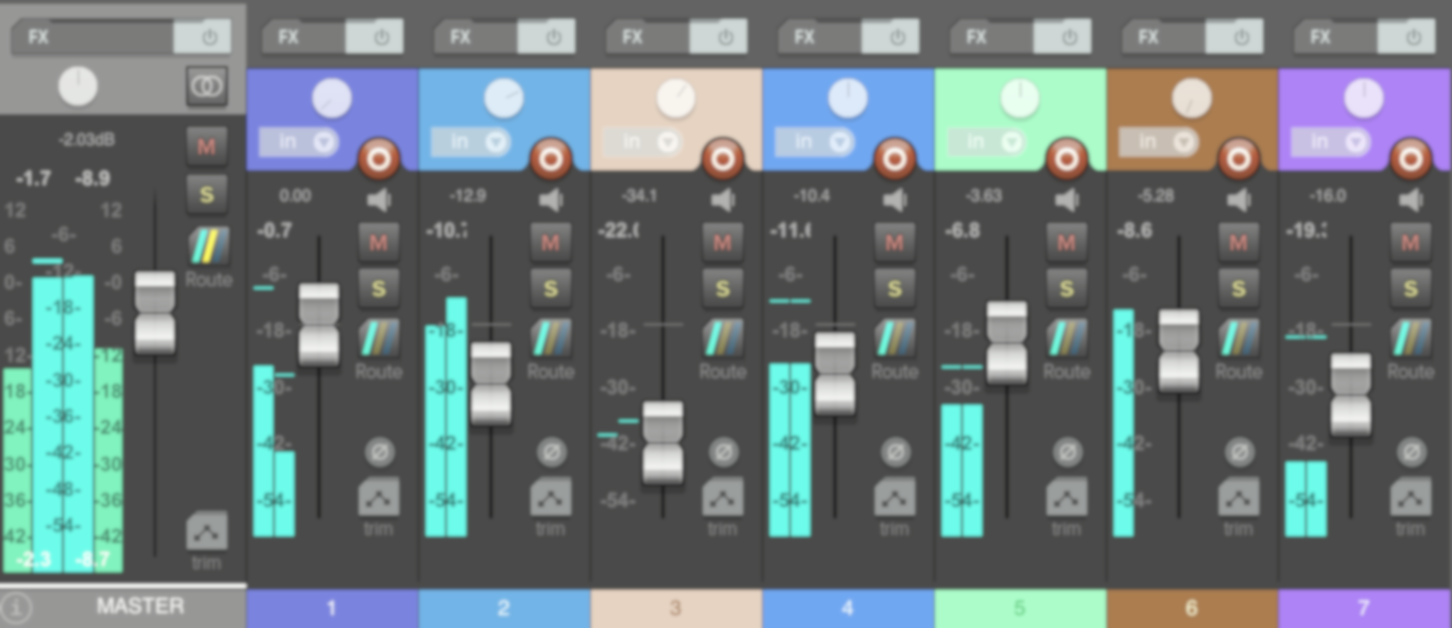 FX FX FX FX FX FX FX FX
in in in in in in in
-2.03dB M
-1.7 -8.9 S
0.00 -12.9 -34.1 -10.4 -3.63 -5.28 -16.0
-0.7 -10. -22. -11. -6.8 -8.6 -19.
M M M M M M M
12 12
6 -6- 6
0- -12- -0
6- -18- -6
12- -24- -12
18- -30- -18
24- -36- -24
30- -42- -30
36- -48- -36
42- -54- -42
-2.3 -8.7
Route
trim
-6- -6- -6- -6- -6- -6- -6-
S S S S S S S
-18- -18- -18- -18- -18- -18- -18-
Route Route Route Route Route Route Route
-30- -30- -30- -30- -30- -30- -30-
-42- -42- -42- -42- -42- -42- -42-
-54- -54- -54- -54- -54- -54- -54-
trim trim trim trim trim trim trim
i MASTER 1 2 3 4 5 6 7